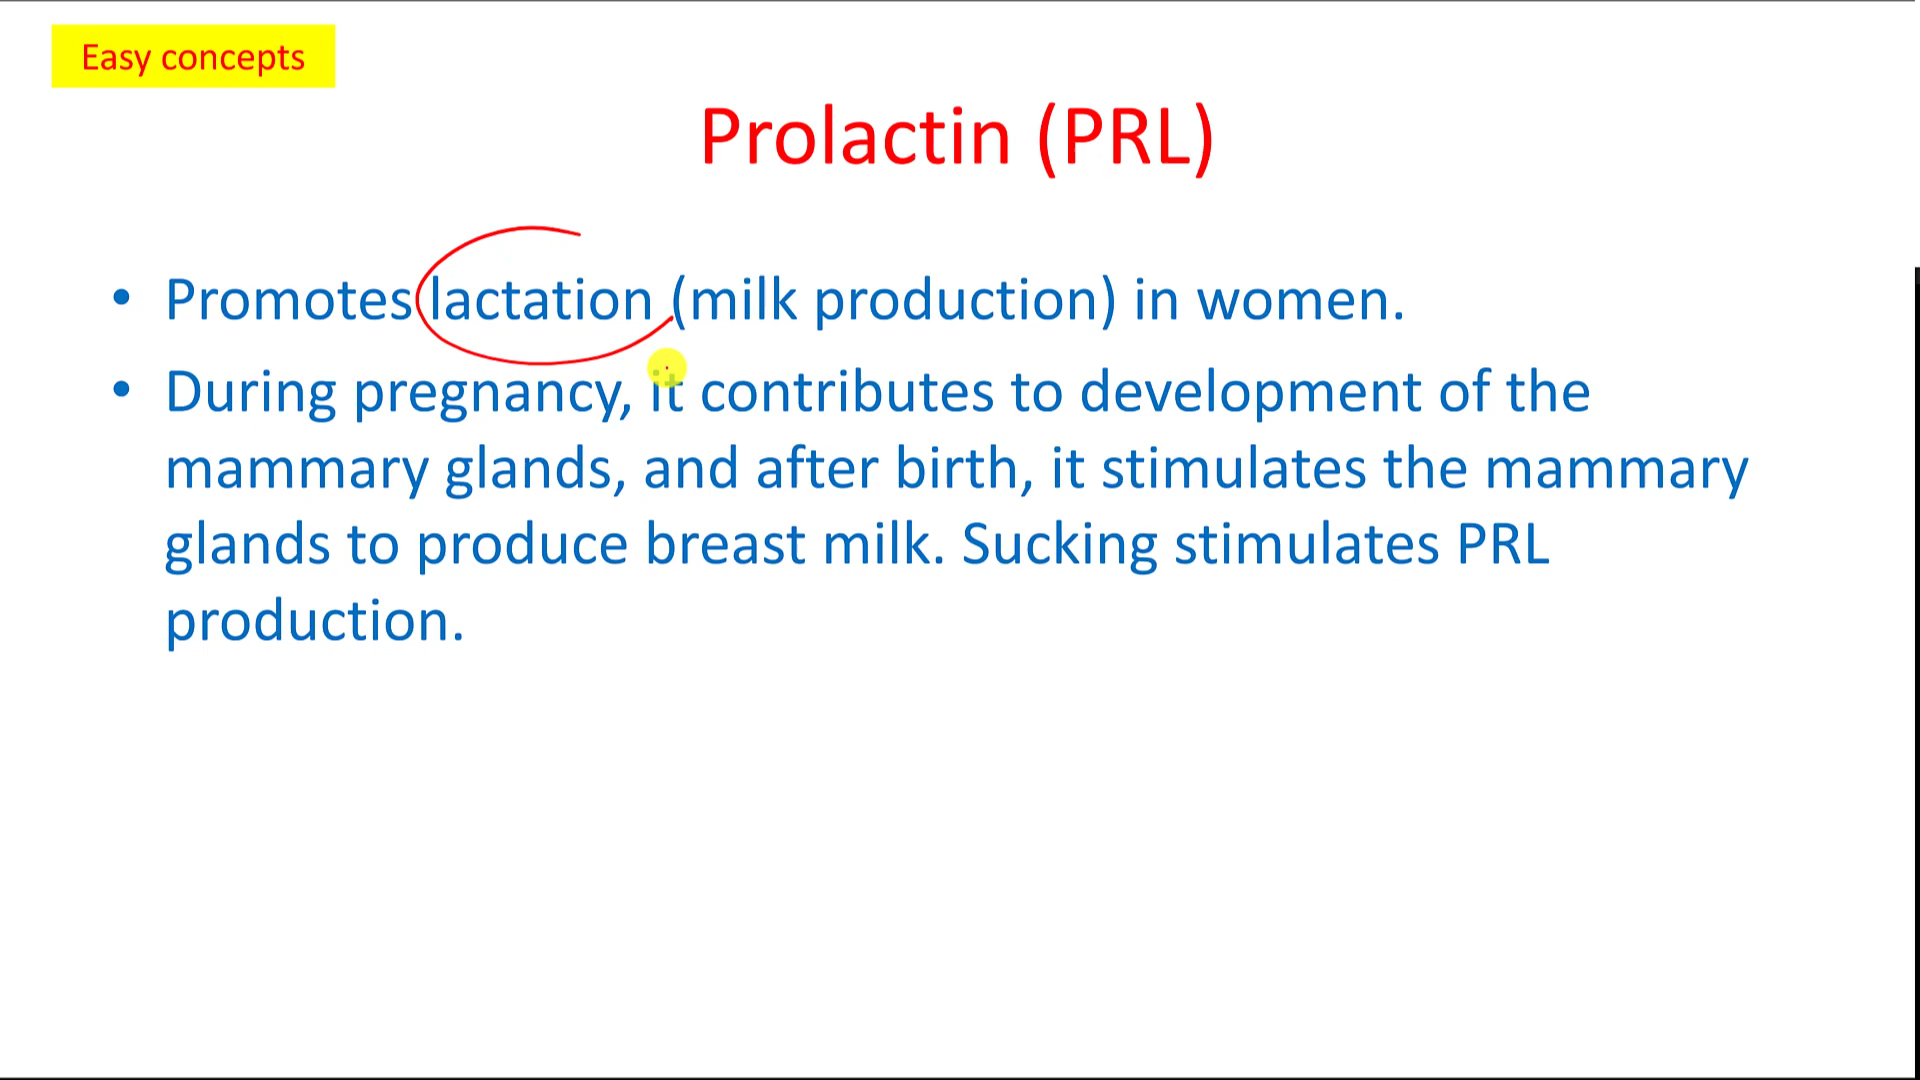 Easy concepts
Prolactin (PRL)
• Promotes lactation (milk production) in women.
• During pregnancy, it contributes to development of the
mammary glands, and after birth, it stimulates the mammary
glands to produce breast milk. Sucking stimulates PRL
production.